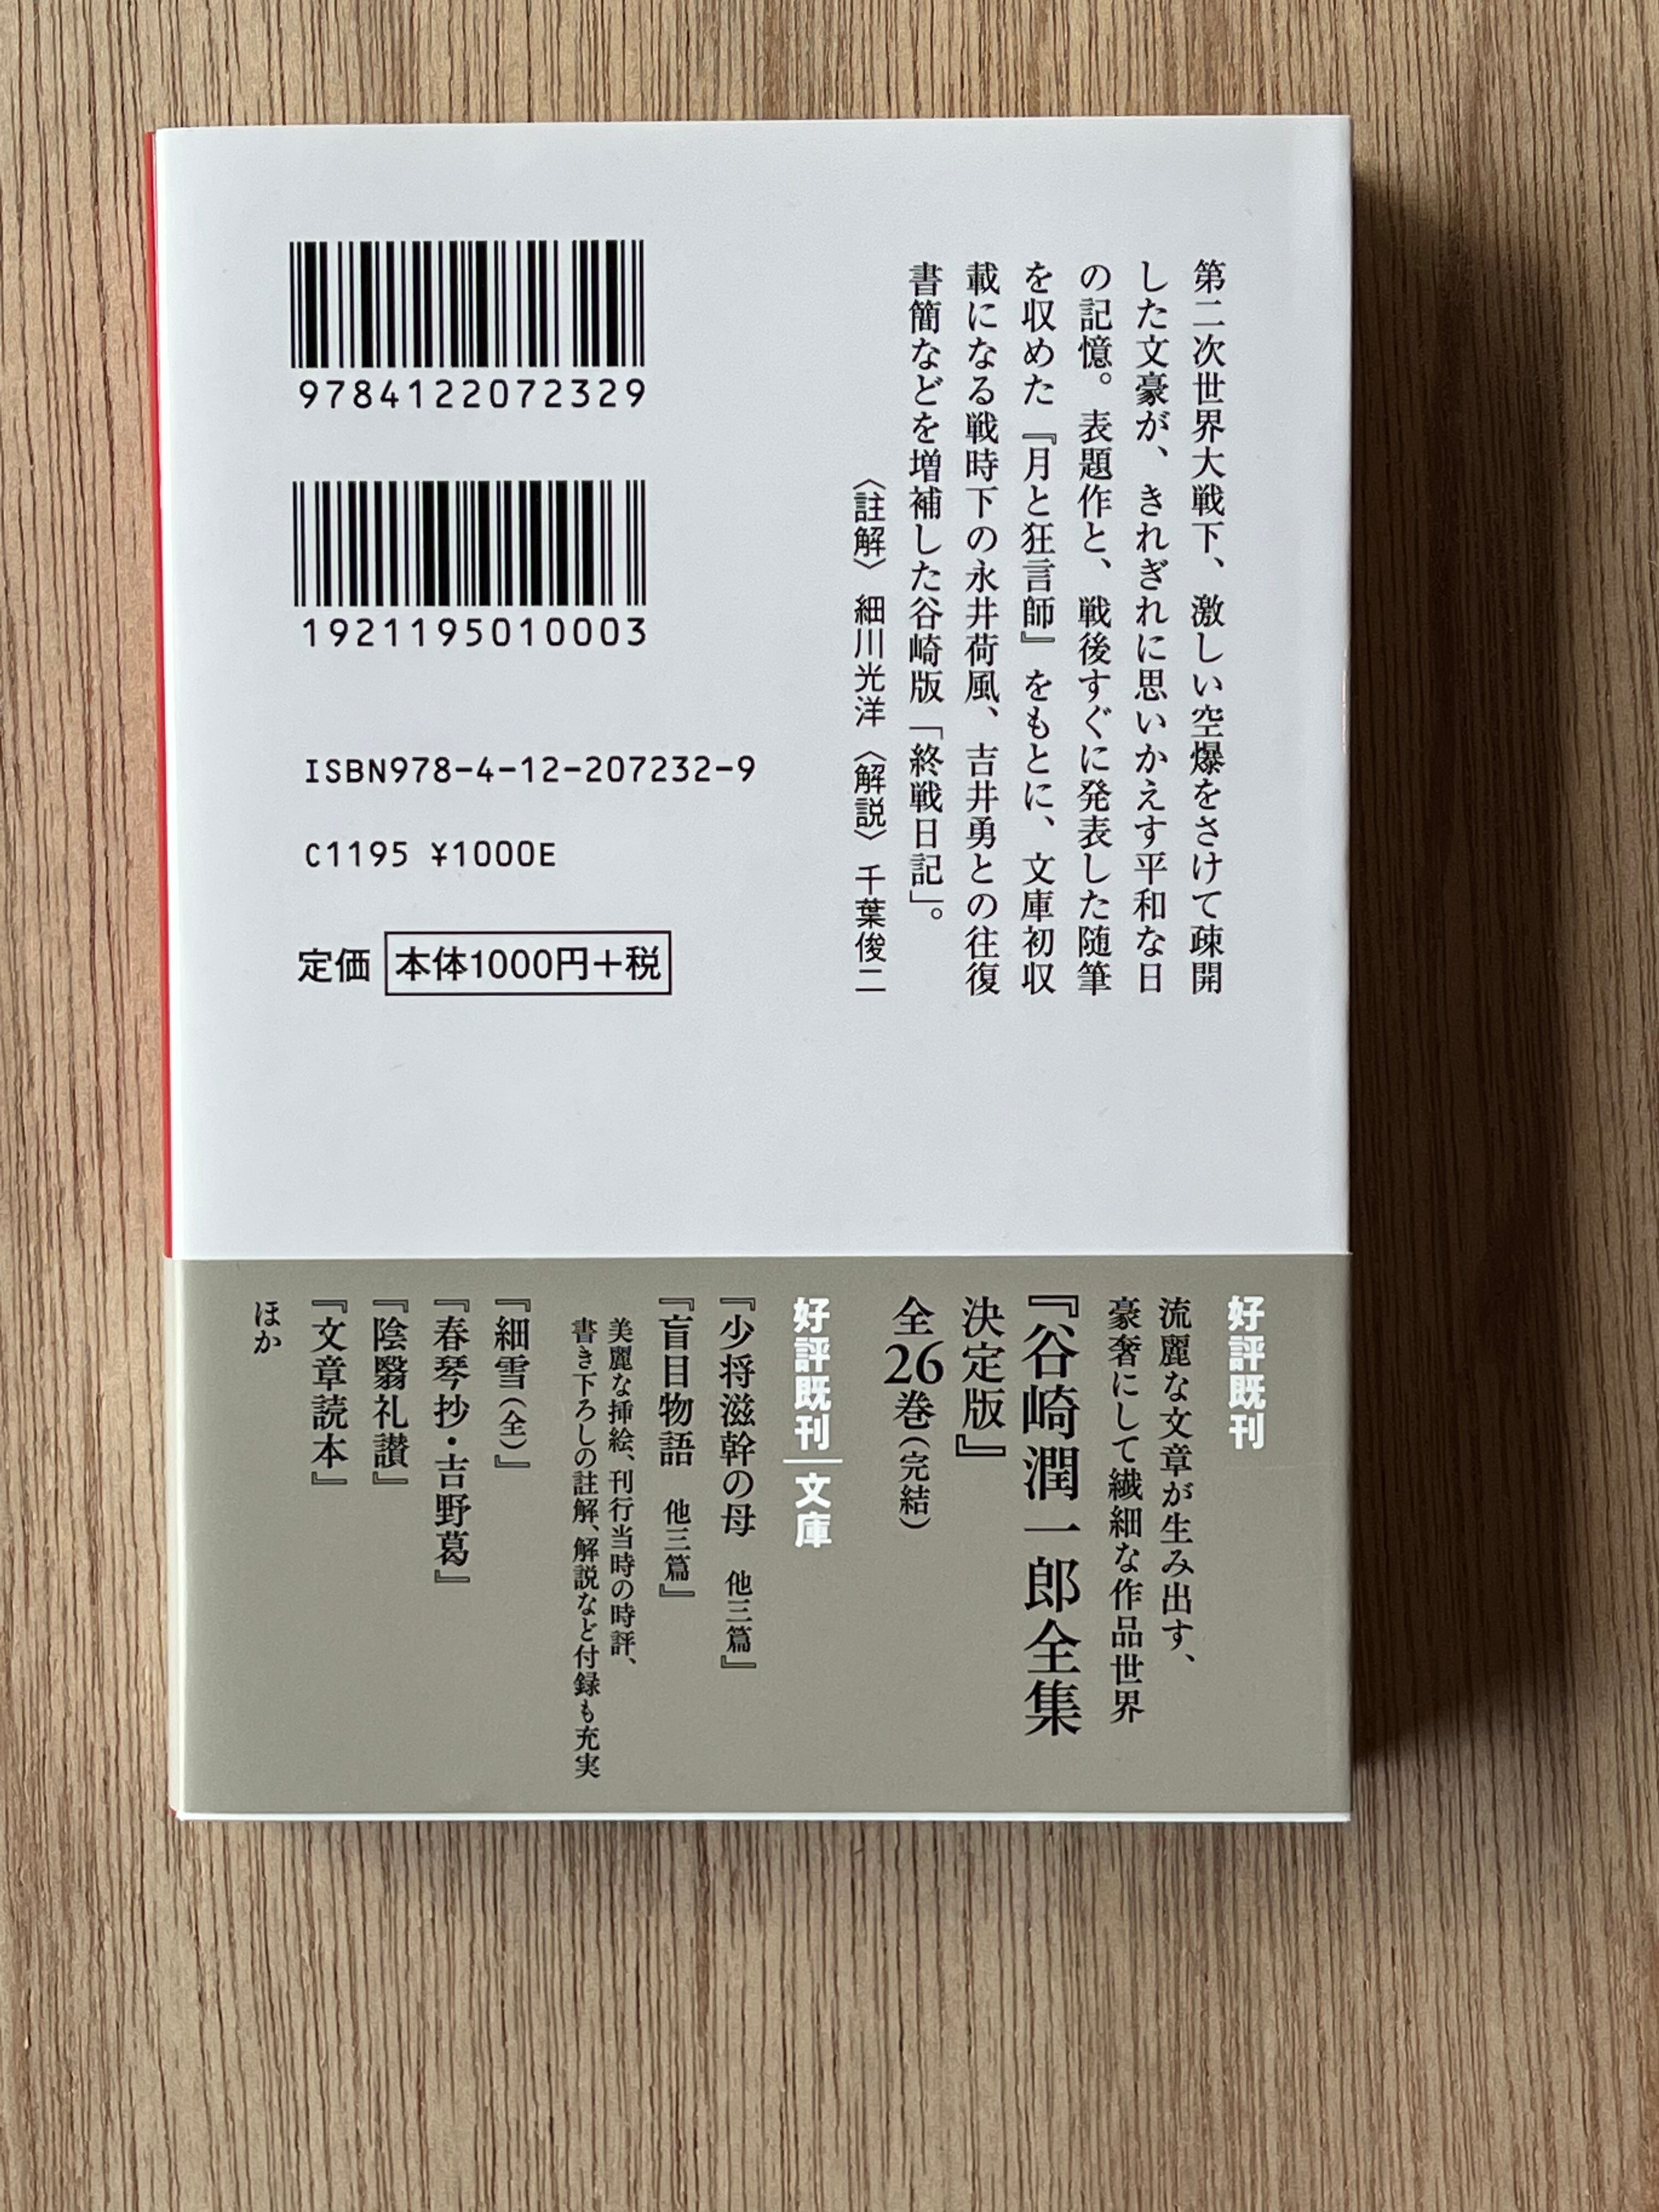 第二次世界大戦下、激しい空爆をさけて疎開
した文豪が、きれぎれに思いかえす平和な日
の記憶。表題作と、戦後すぐに発表した随筆
を収めた『月と狂言師』をもとに、文庫初収
載になる戦時下の永井荷風、吉井勇との往復
書簡などを増補した谷崎版「終戦日記」。
〈註解〉細川光洋〈解説〉千葉俊二
9784122072329
1921195010003
ISBN978-4-12-207232-9
C1195 ¥1000E
定価 本体1000円+税
好評既刊
流麗な文章が生み出す、
豪奢にして繊細な作品世界
『谷崎潤一郎全集
決定版』
全26巻(完結)
好評既刊|文庫
『少将滋幹の母 他三篇』
『盲目物語 他三篇』
美麗な挿絵、刊行当時の時評、
書き下ろしの註解、解説など付録も充実
『細雪(全)』
『春琴抄・吉野葛』
『陰翳礼讃』
『文章読本』
ほか